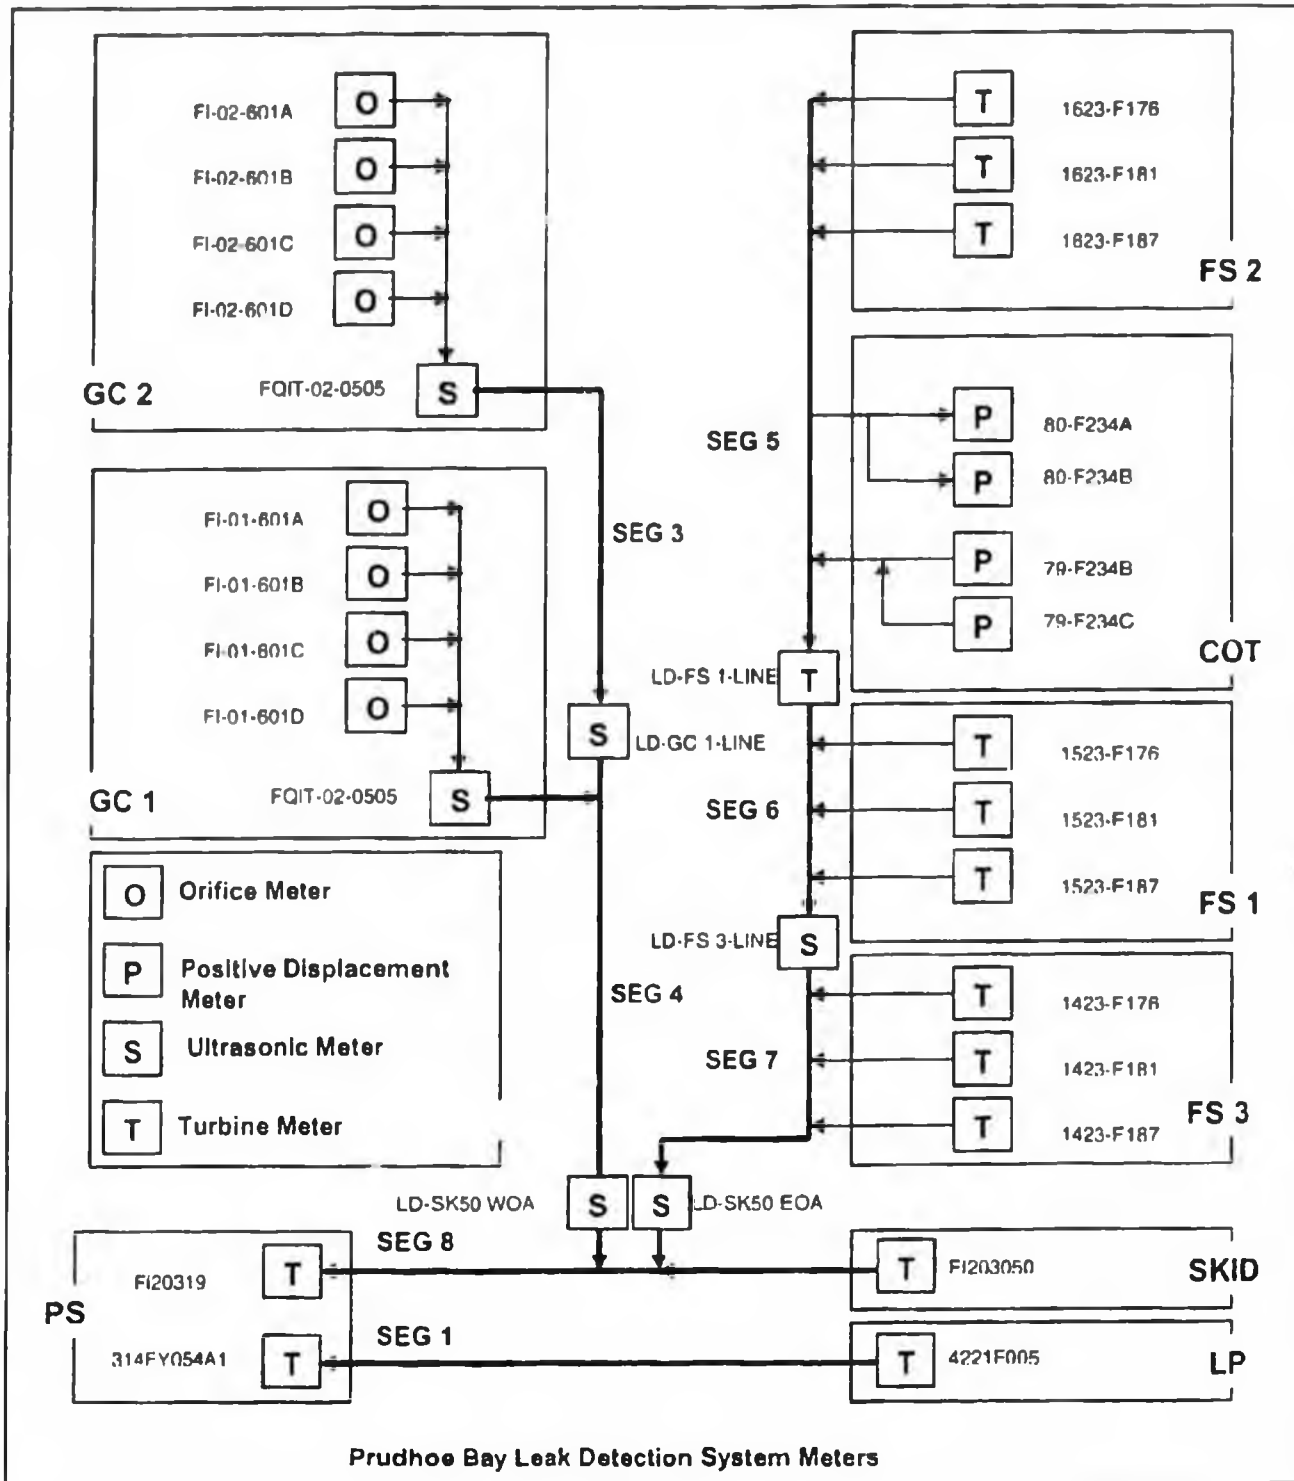 FI-02-601A
O
FI-02-601B
O
FI-02-601C
O
FI-02-601D
O
GC 2
FQIT-02-0505
S
FI-01-601A
O
FI-01-601B
O
FI-01-801C
O
FI-01-601D
O
GC 1
FQIT-02-0505
S
SEG 3
S
LD-GC 1-LINE
SEG 4
O Orifice Meter
P Positive Displacement
Meter
S Ultrasonic Meter
T Turbine Meter
T 1623-F176
T 1623-F181
T 1623-F187
FS 2
SEG 5
P 80-F234A
P 80-F234B
P 79-F234B
P 79-F234C
COT
LD-FS 1-LINE T
T 1523-F176
SEG 6
T 1523-F181
T 1523-F187
FS 1
LD-FS 3-LINE S
T 1423-F176
SEG 7
T 1423-F181
T 1423-F187
FS 3
LD-SK50 WOA S
S LD-SK50 EOA
SEG 8
FI20319 T
T FI203050
SKID
PS
SEG 1
314FY054A1 T
T 4221F005
LP
Prudhoe Bay Leak Detection System Meters